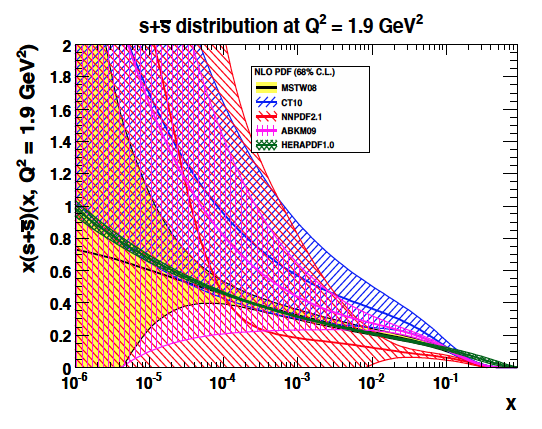 s+s̅ distribution at Q² = 1.9 GeV²
x(s+s̅)(x, Q² = 1.9 GeV²)
2
1.8
1.6
1.4
1.2
1
0.8
0.6
0.4
0.2
0
NLO PDF (68% C.L.)
MSTW08
CT10
NNPDF2.1
ABKM09
HERAPDF1.0
10⁻⁶ 10⁻⁵ 10⁻⁴ 10⁻³ 10⁻² 10⁻¹
x